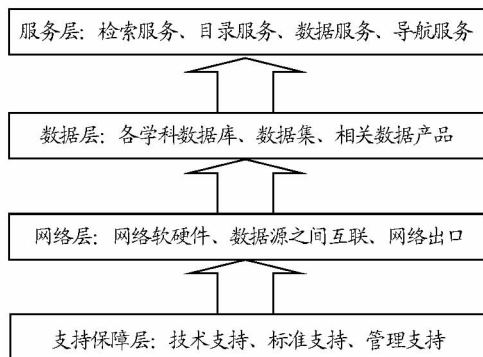 服务层：检索服务、目录服务、数据服务、导航服务
数据层：各学科数据库、数据集、相关数据产品
网络层：网络软硬件、数据源之间互联、网络出口
支持保障层：技术支持、标准支持、管理支持